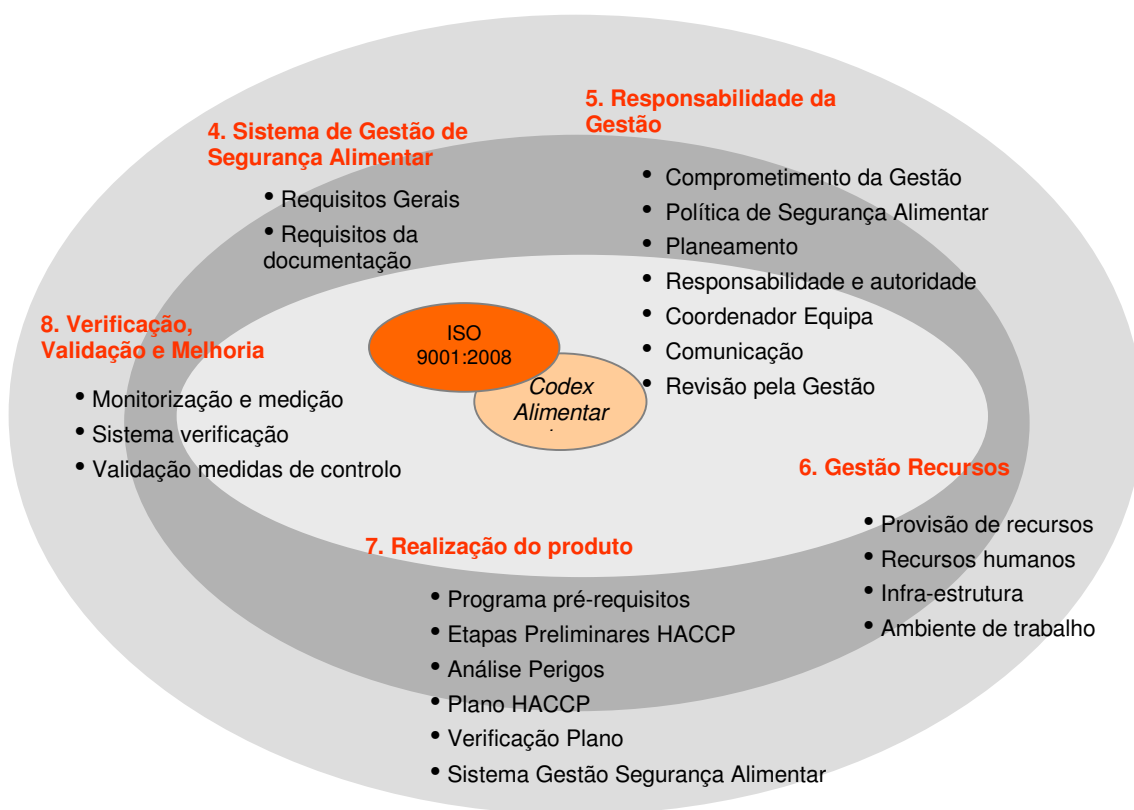 5. Responsabilidade da
Gestão
• Comprometimento da Gestão
• Política de Segurança Alimentar
• Planeamento
• Responsabilidade e autoridade
• Coordenador Equipa
• Comunicação
• Revisão pela Gestão
4. Sistema de Gestão de
Segurança Alimentar
• Requisitos Gerais
• Requisitos da
documentação
8. Verificação,
Validação e Melhoria
• Monitorização e medição
• Sistema verificação
• Validação medidas de controlo
ISO
9001:2008
Codex
Alimentar
6. Gestão Recursos
• Provisão de recursos
• Recursos humanos
• Infra-estrutura
• Ambiente de trabalho
7. Realização do produto
• Programa pré-requisitos
• Etapas Preliminares HACCP
• Análise Perigos
• Plano HACCP
• Verificação Plano
• Sistema Gestão Segurança Alimentar